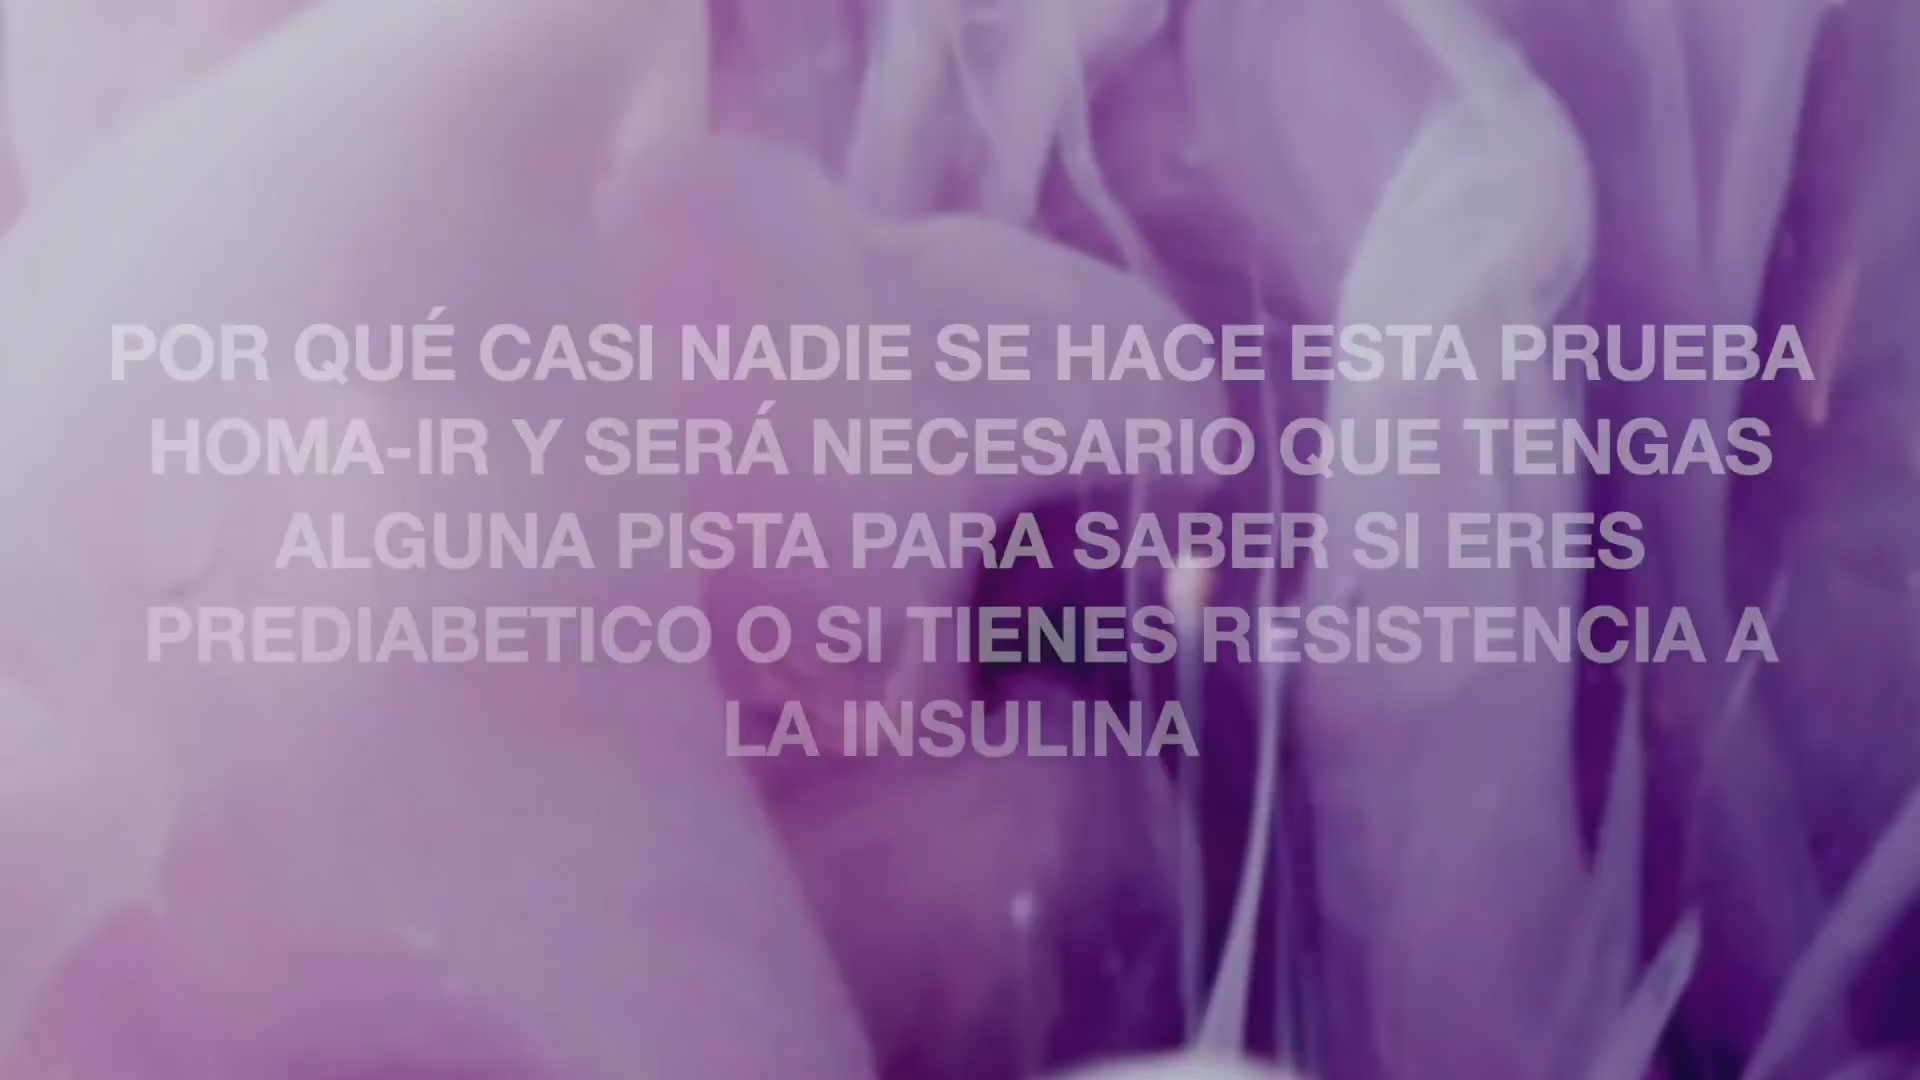 POR QUÉ CASI NADIE SE HACE ESTA PRUEBA
HOMA-IR Y SERÁ NECESARIO QUE TENGAS
ALGUNA PISTA PARA SABER SI ERES
PREDIABETICO O SI TIENES RESISTENCIA A
LA INSULINA